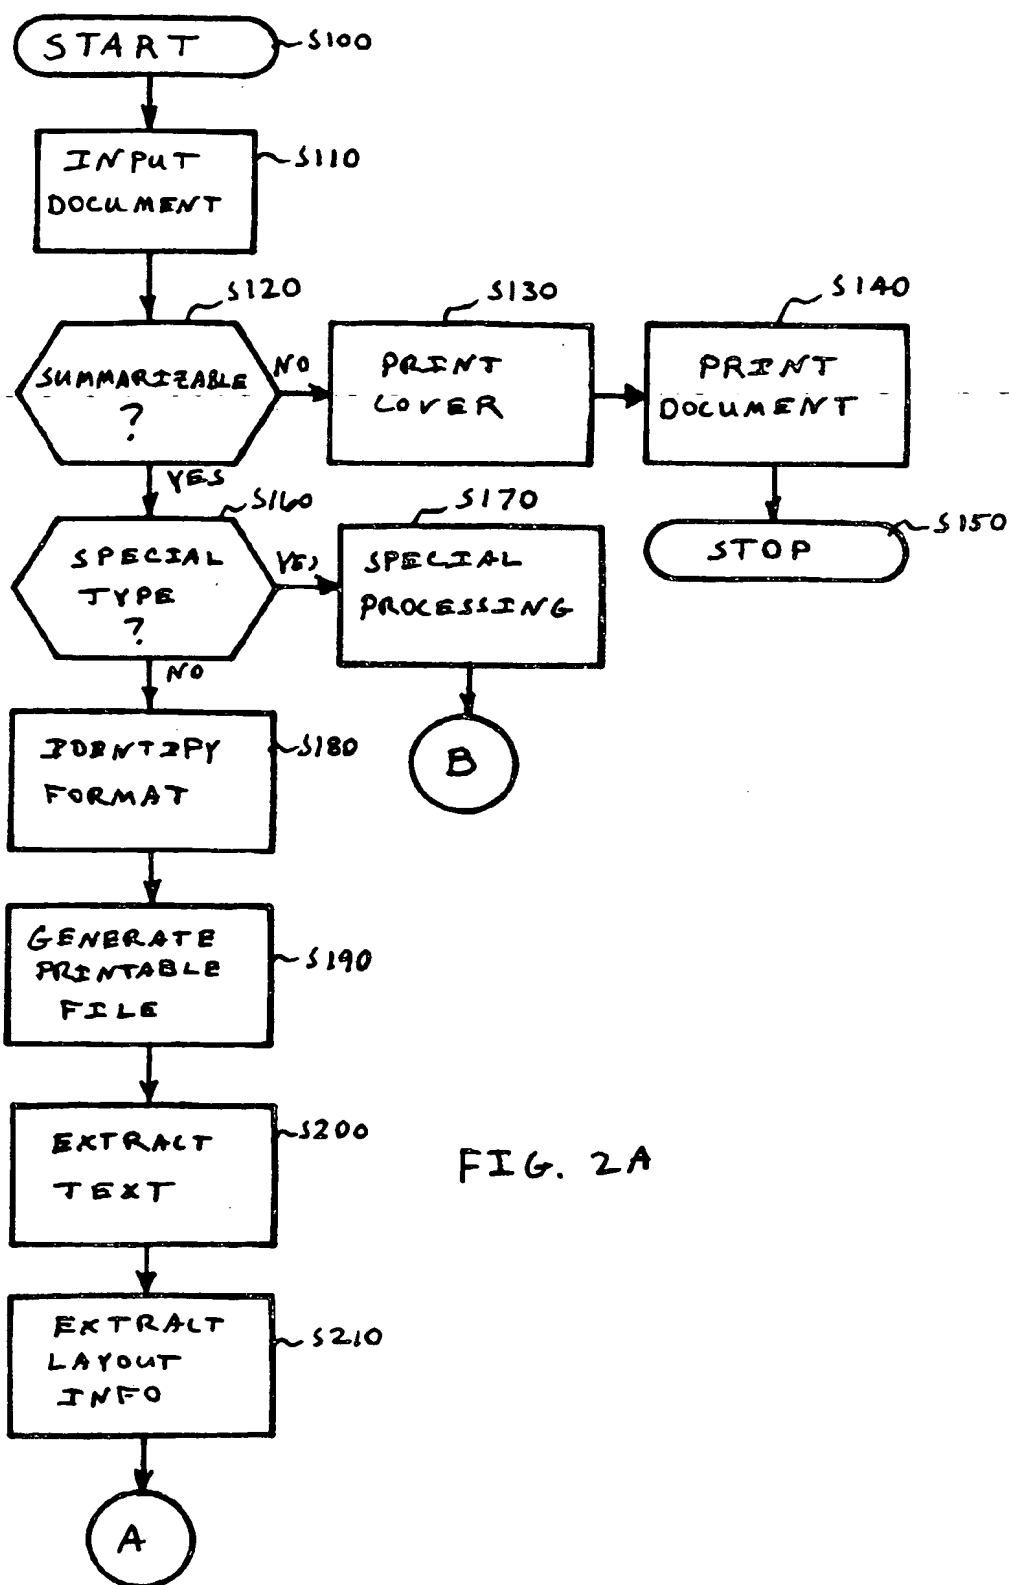 START
S100
INPUT
DOCUMENT
S110
S120
SUMMARIZABLE
?
NO
S130
PRINT
COVER
S140
PRINT
DOCUMENT
YES
S150
STOP
S160
SPECIAL
TYPE
?
YES
S170
SPECIAL
PROCESSING
B
NO
S180
IDENTIFY
FORMAT
S190
GENERATE
PRINTABLE
FILE
S200
EXTRACT
TEXT
FIG. 2A
S210
EXTRACT
LAYOUT
INFO
A